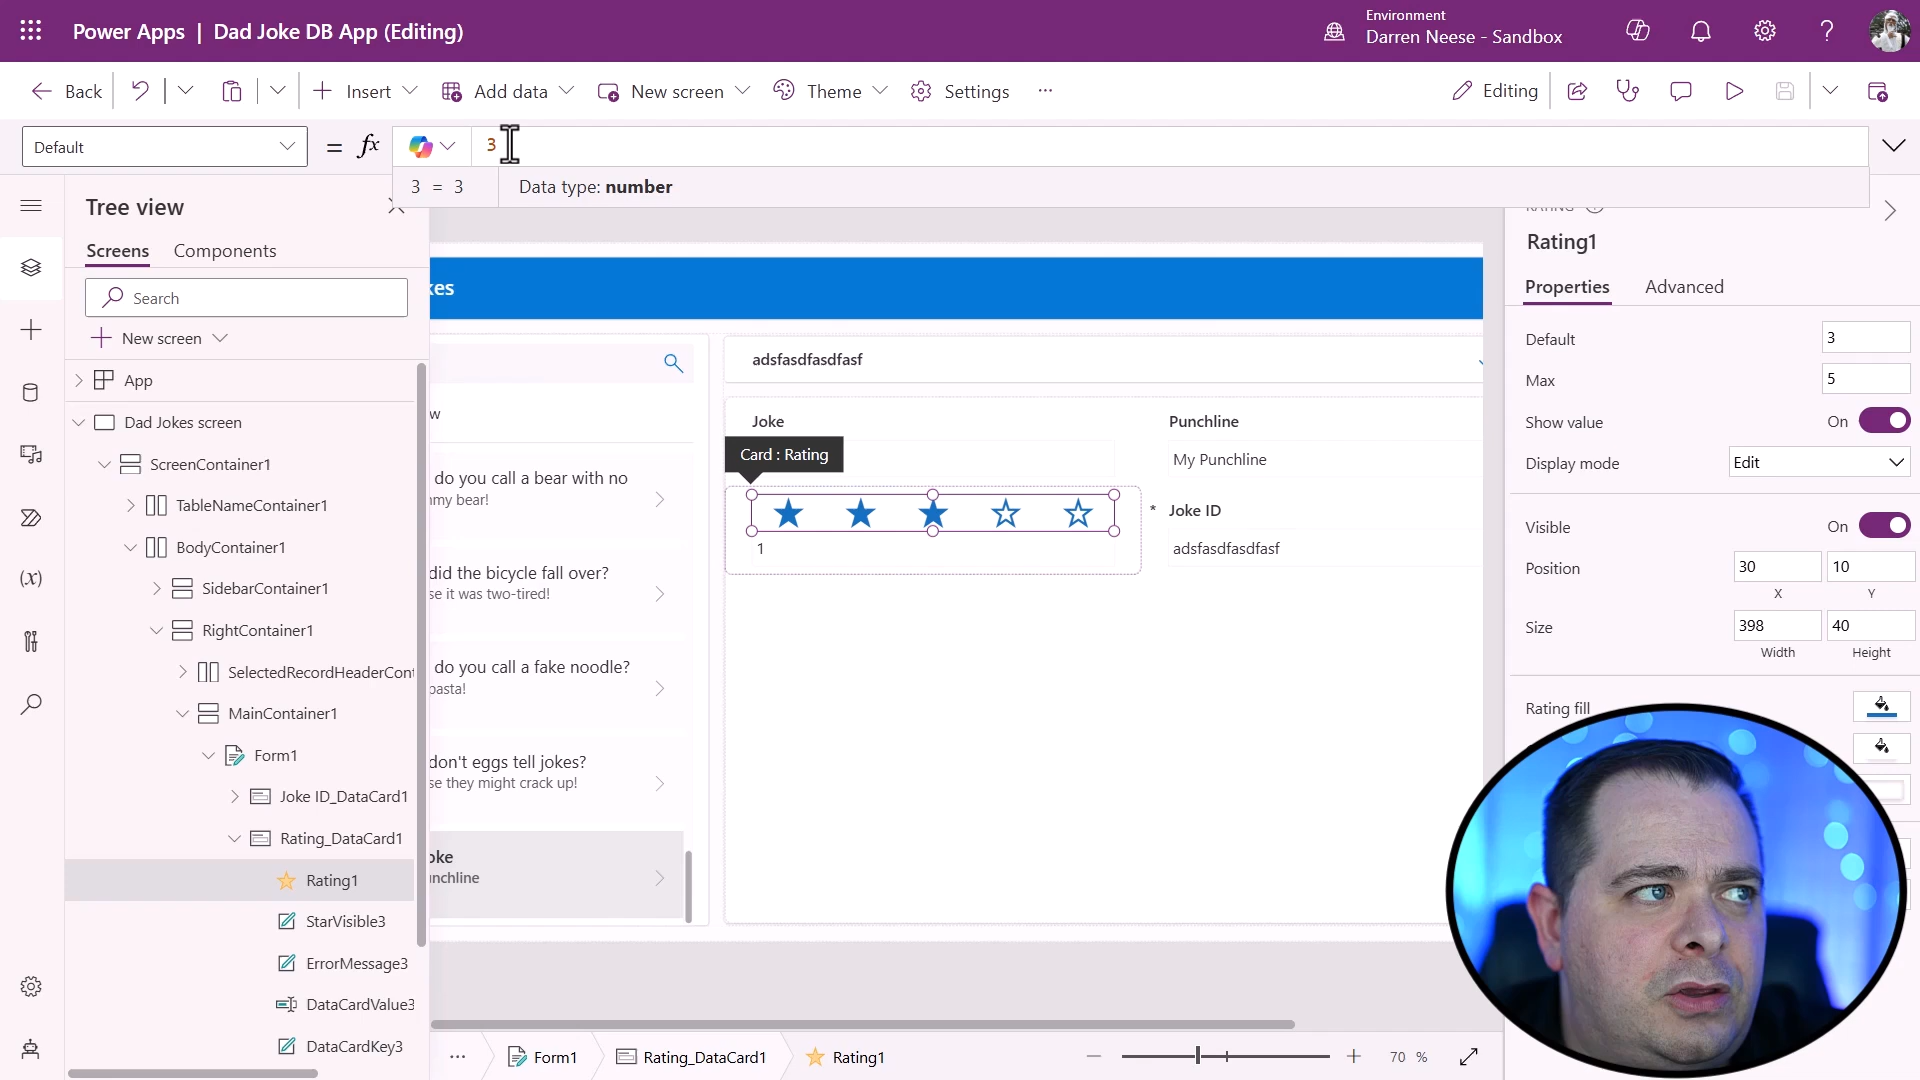 Power Apps | Dad Joke DB App (Editing)
Environment
Darren Neese - Sandbox
Back
Insert
Add data
New screen
Theme
Settings
Editing
Default
= fx
3
3 = 3
Data type: number
Tree view
Screens
Components
Search
New screen
App
Dad Jokes screen
ScreenContainer1
TableNameContainer1
BodyContainer1
SidebarContainer1
RightContainer1
SelectedRecordHeaderCont
MainContainer1
Form1
Joke ID_DataCard1
Rating_DataCard1
Rating1
StarVisible3
ErrorMessage3
DataCardValue3
DataCardKey3
kes
w
do you call a bear with no
my bear!
did the bicycle fall over?
se it was two-tired!
do you call a fake noodle?
pasta!
don't eggs tell jokes?
se they might crack up!
oke
unchline
adsfasdfasdfasf
Joke
Punchline
Card : Rating
My Punchline
* Joke ID
1
adsfasdfasdfasf
Form1
Rating_DataCard1
Rating1
70 %
Rating1
Properties
Advanced
Default
3
Max
5
Show value
On
Display mode
Edit
Visible
On
Position
30
10
X
Y
Size
398
40
Width
Height
Rating fill